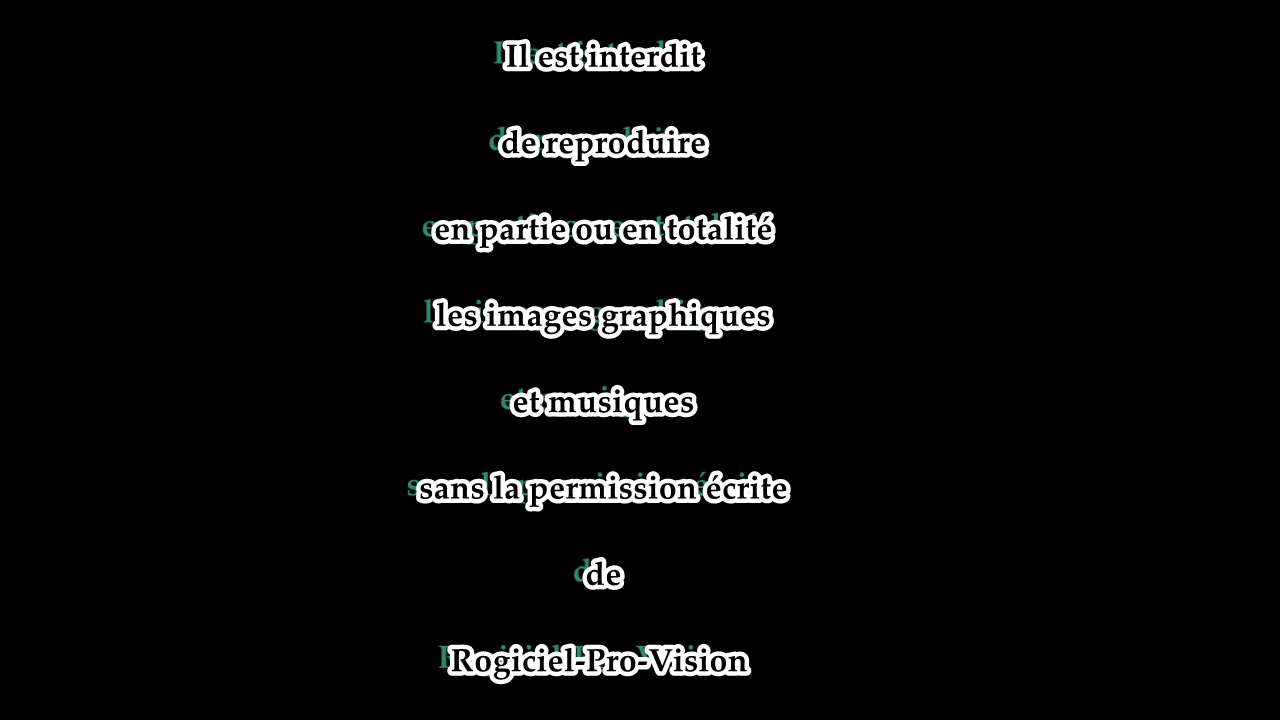 Il est interdit
de reproduire
en partie ou en totalité
les images graphiques
et musiques
sans la permission écrite
de
Rogiciel-Pro-Vision